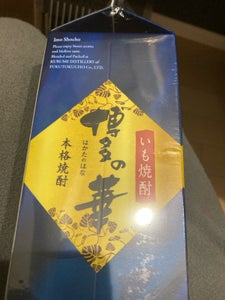 Imo Shochu
Please enjoy Sweet aroma
and Mellow taste.
Blended and Packed at
KURUME DISTILLERY of
FUKUTOKUCHO Co., LTD.
いも焼酎
博多の華
はかたのはな
本格焼酎